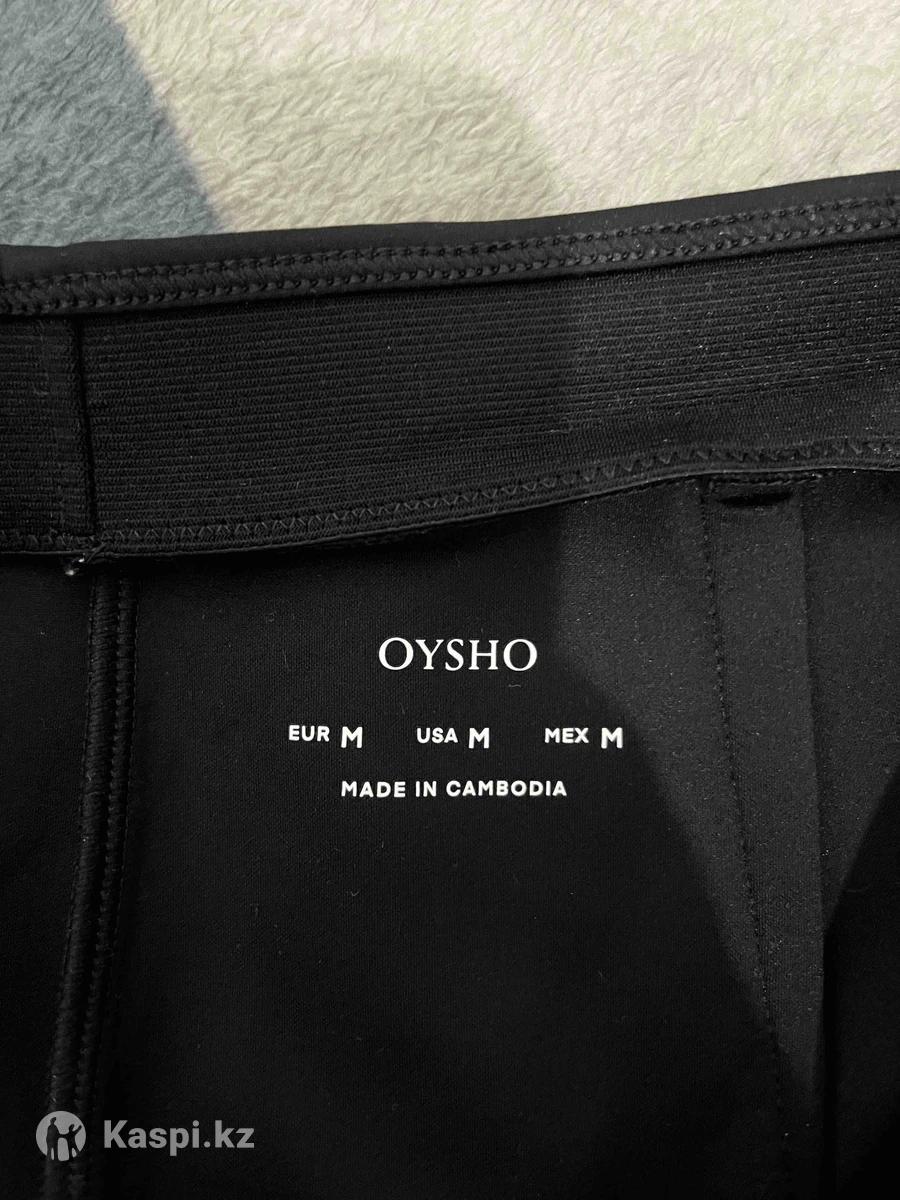 OYSHO
EUR M USA M MEX M
MADE IN CAMBODIA
Kaspi.kz